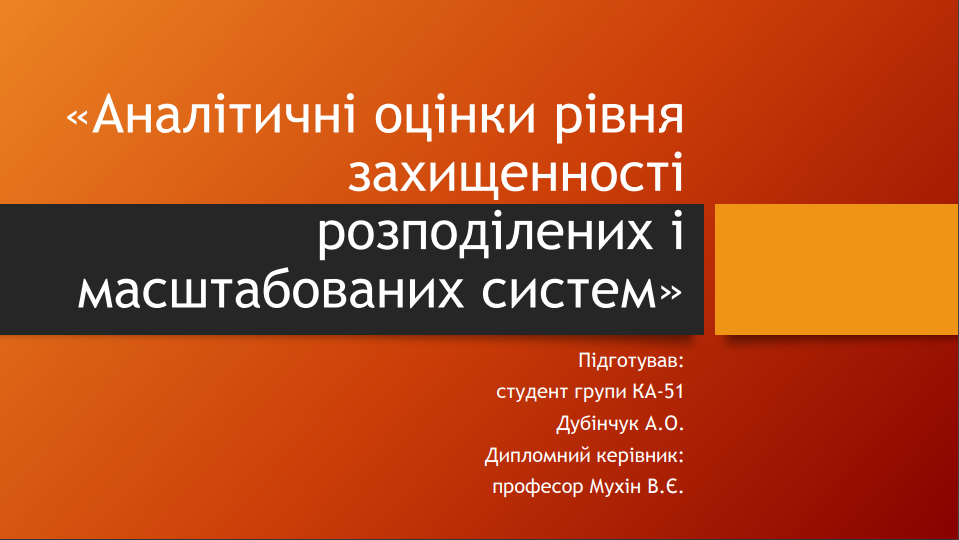 «Аналітичні оцінки рівня
захищенності
розподілених і
масштабованих систем»
Підготував:
студент групи КА-51
Дубінчук А.О.
Дипломний керівник:
професор Мухін В.Є.